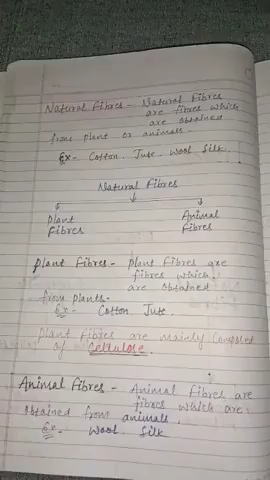 Natural Fibres - Natural Fibres
are fibres which
are obtained
from plant or animals.
Ex - Cotton, Jute, Wool Silk.
Natural Fibres
Plant Animal
Fibres Fibres
Plant Fibres - Plant Fibres are
fibres which
are obtained
from plants.
Ex - Cotton Jute.
Plant Fibres are mainly Composed
of Cellulose.
Animal Fibres - Animal Fibres are
fibres which are
obtained from animals.
Ex - Wool Silk